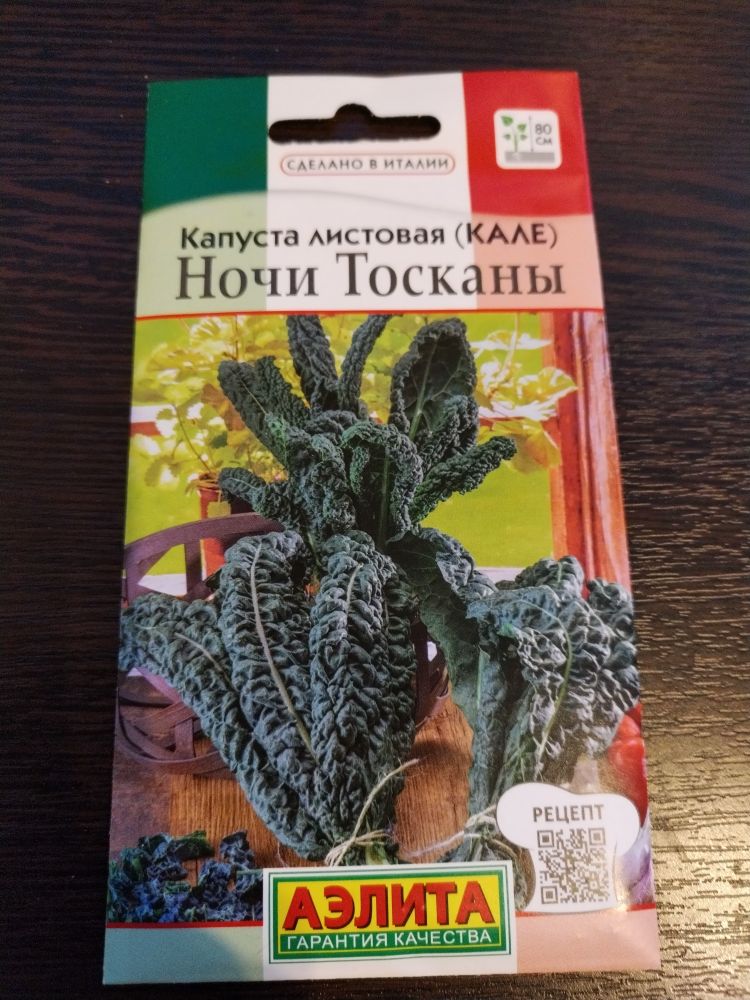 СДЕЛАНО В ИТАЛИИ
80
СМ
Капуста листовая (КАЛЕ)
Ночи Тосканы
РЕЦЕПТ
АЭЛИТА
ГАРАНТИЯ КАЧЕСТВА